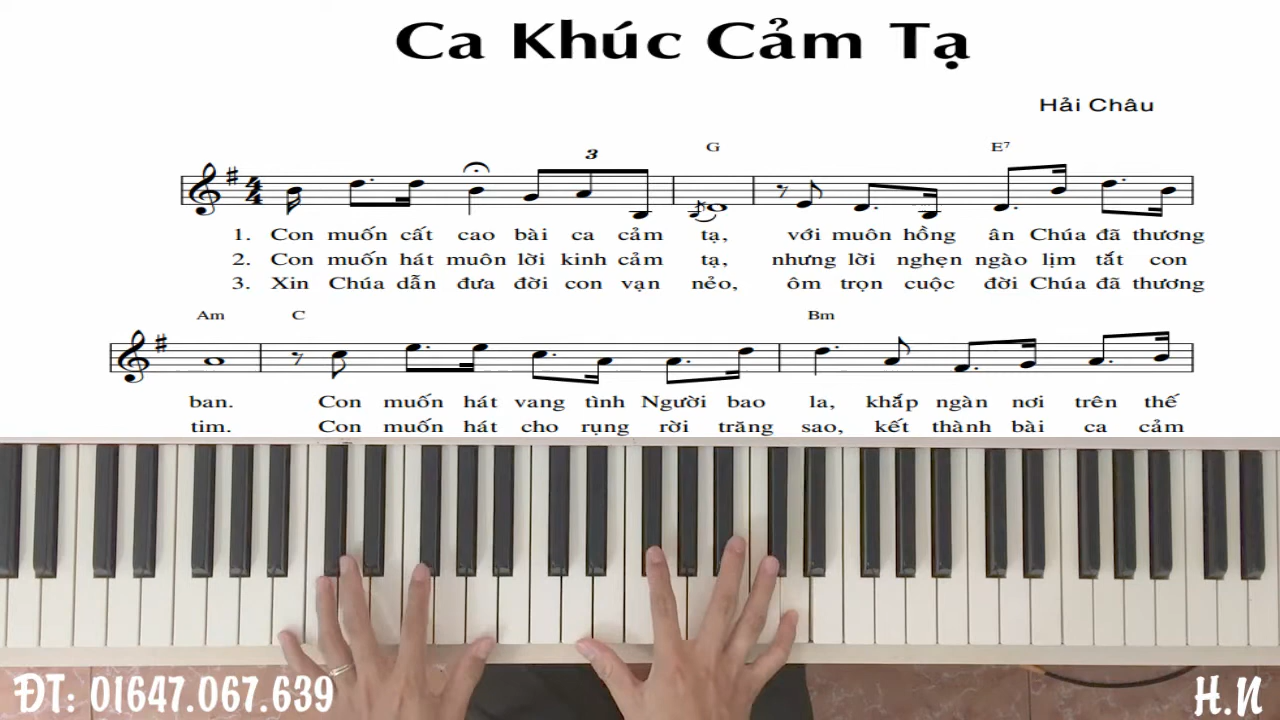 Ca Khúc Cảm Tạ
Hải Châu
3 G E7
4 4
1. Con muốn cất cao bài ca cảm tạ, với muôn hồng ân Chúa đã thương
2. Con muốn hát muôn lời kinh cảm tạ, nhưng lời nghẹn ngào lịm tắt con
3. Xin Chúa dẫn đưa đời con vạn nẻo, ôm trọn cuộc đời Chúa đã thương
Am C Bm
ban. Con muốn hát vang tình Người bao la, khắp ngàn nơi trên thế
tim. Con muốn hát cho rụng rời trăng sao, kết thành bài ca cảm
ĐT: 01647.067.639
H.N